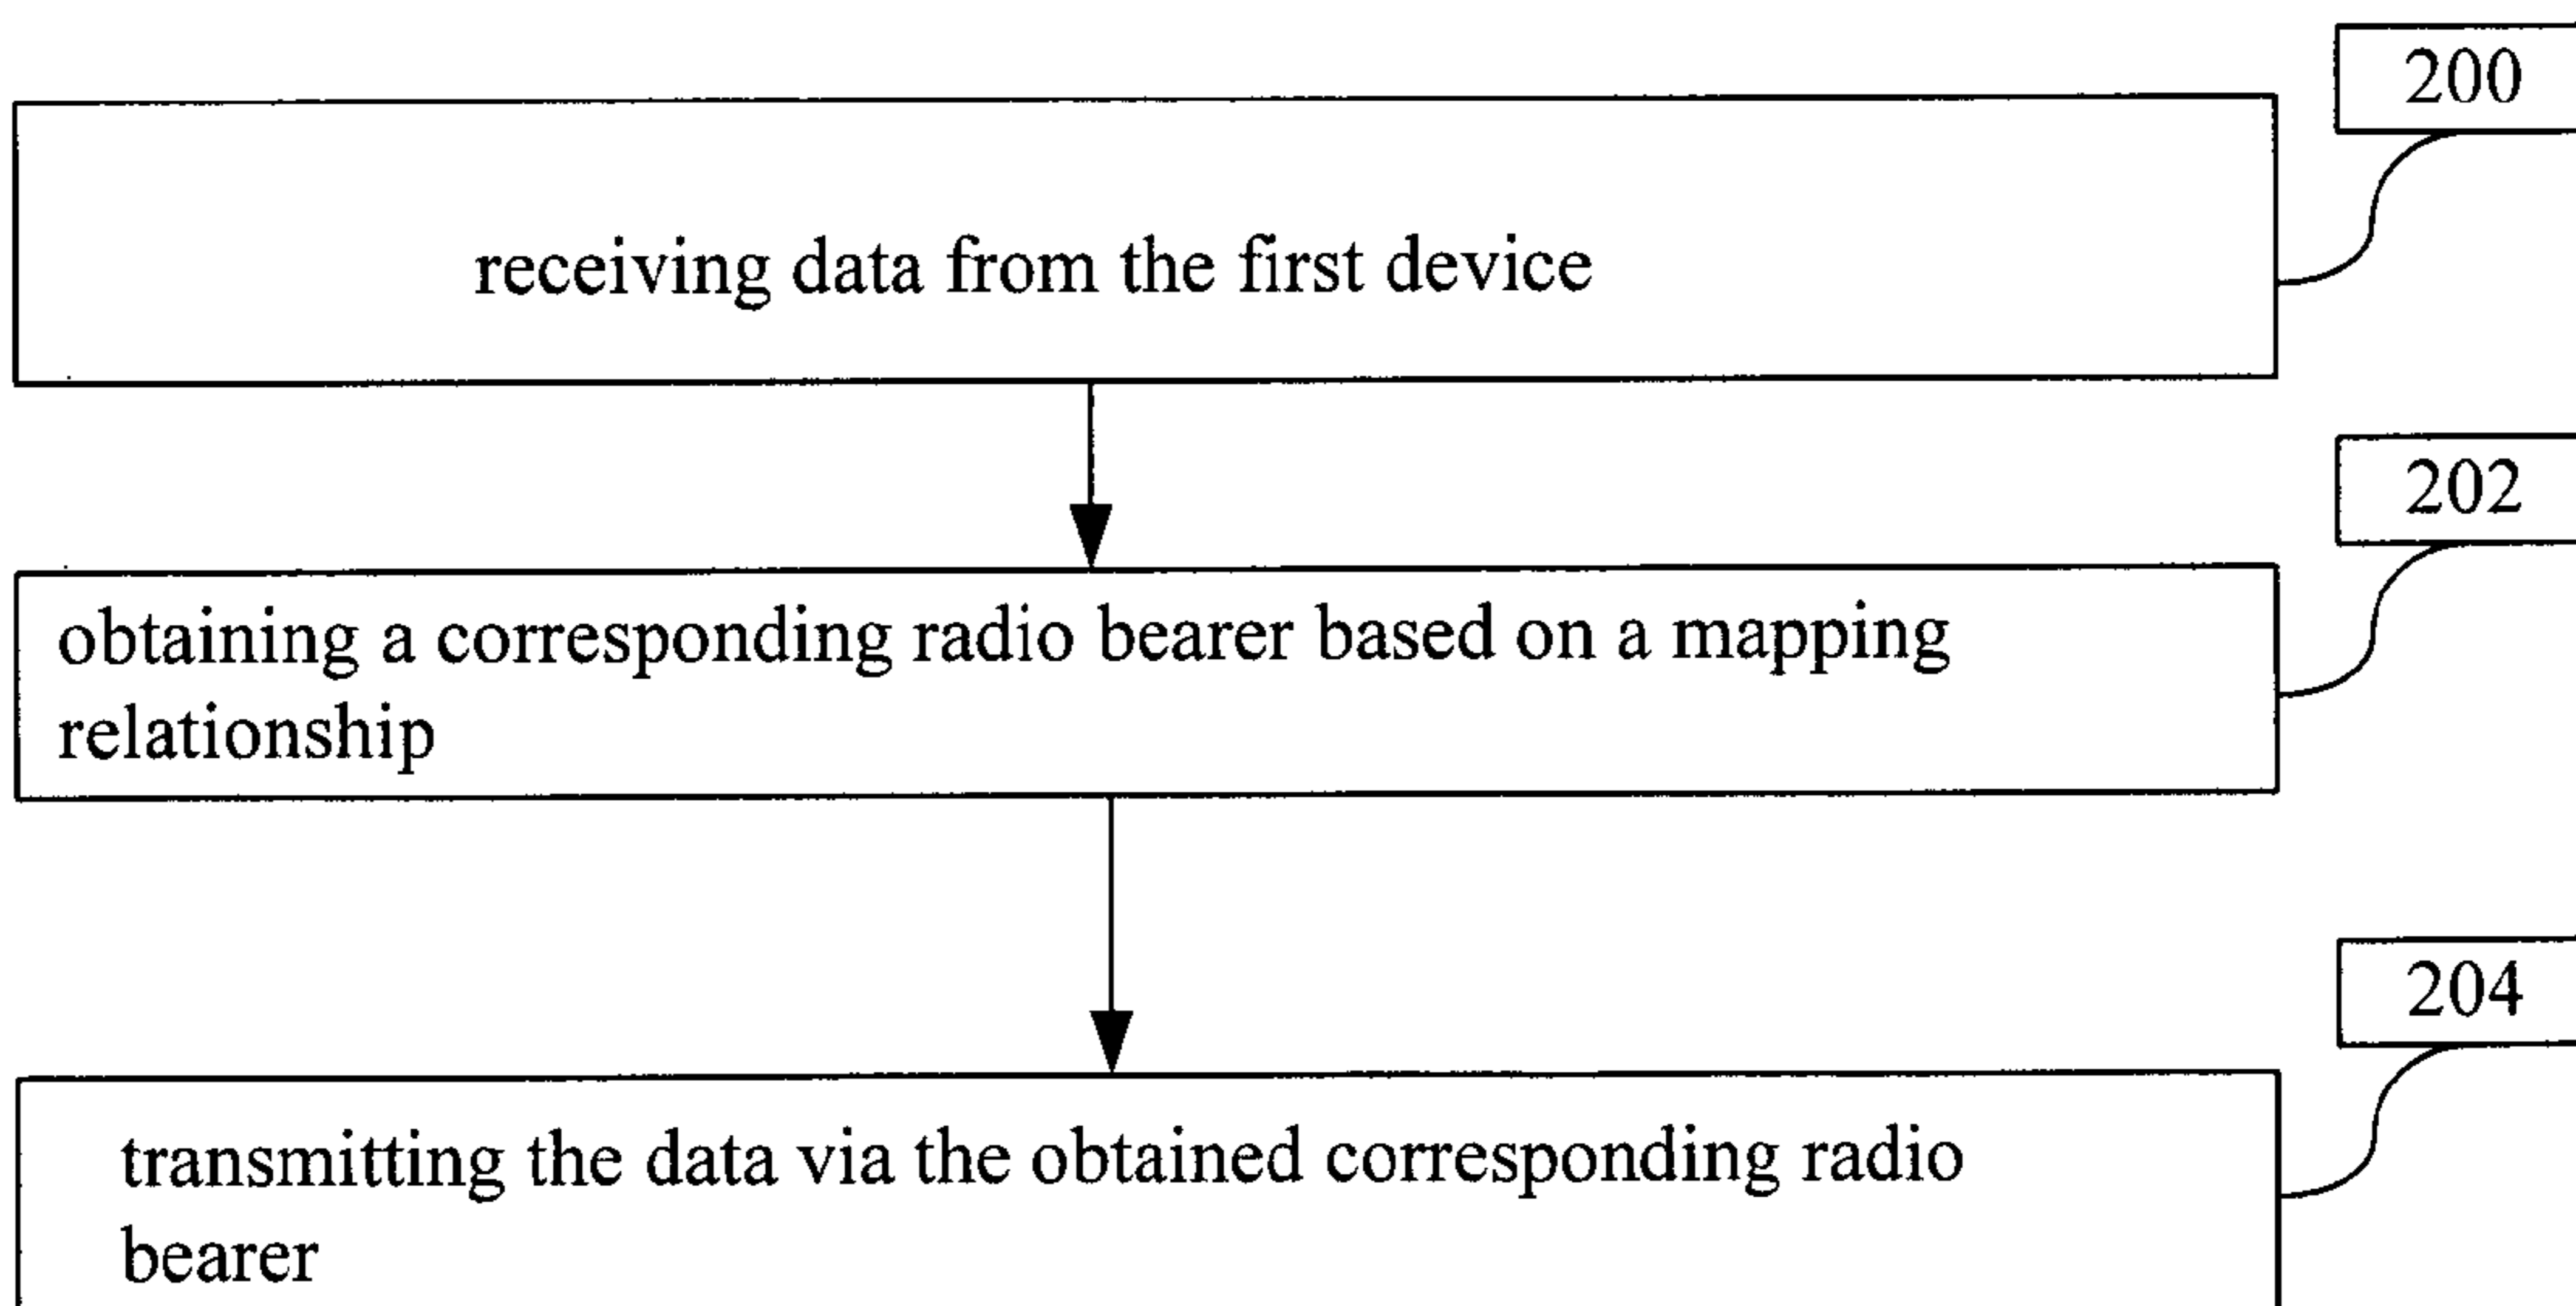 200
receiving data from the first device
202
obtaining a corresponding radio bearer based on a mapping
relationship
204
transmitting the data via the obtained corresponding radio
bearer